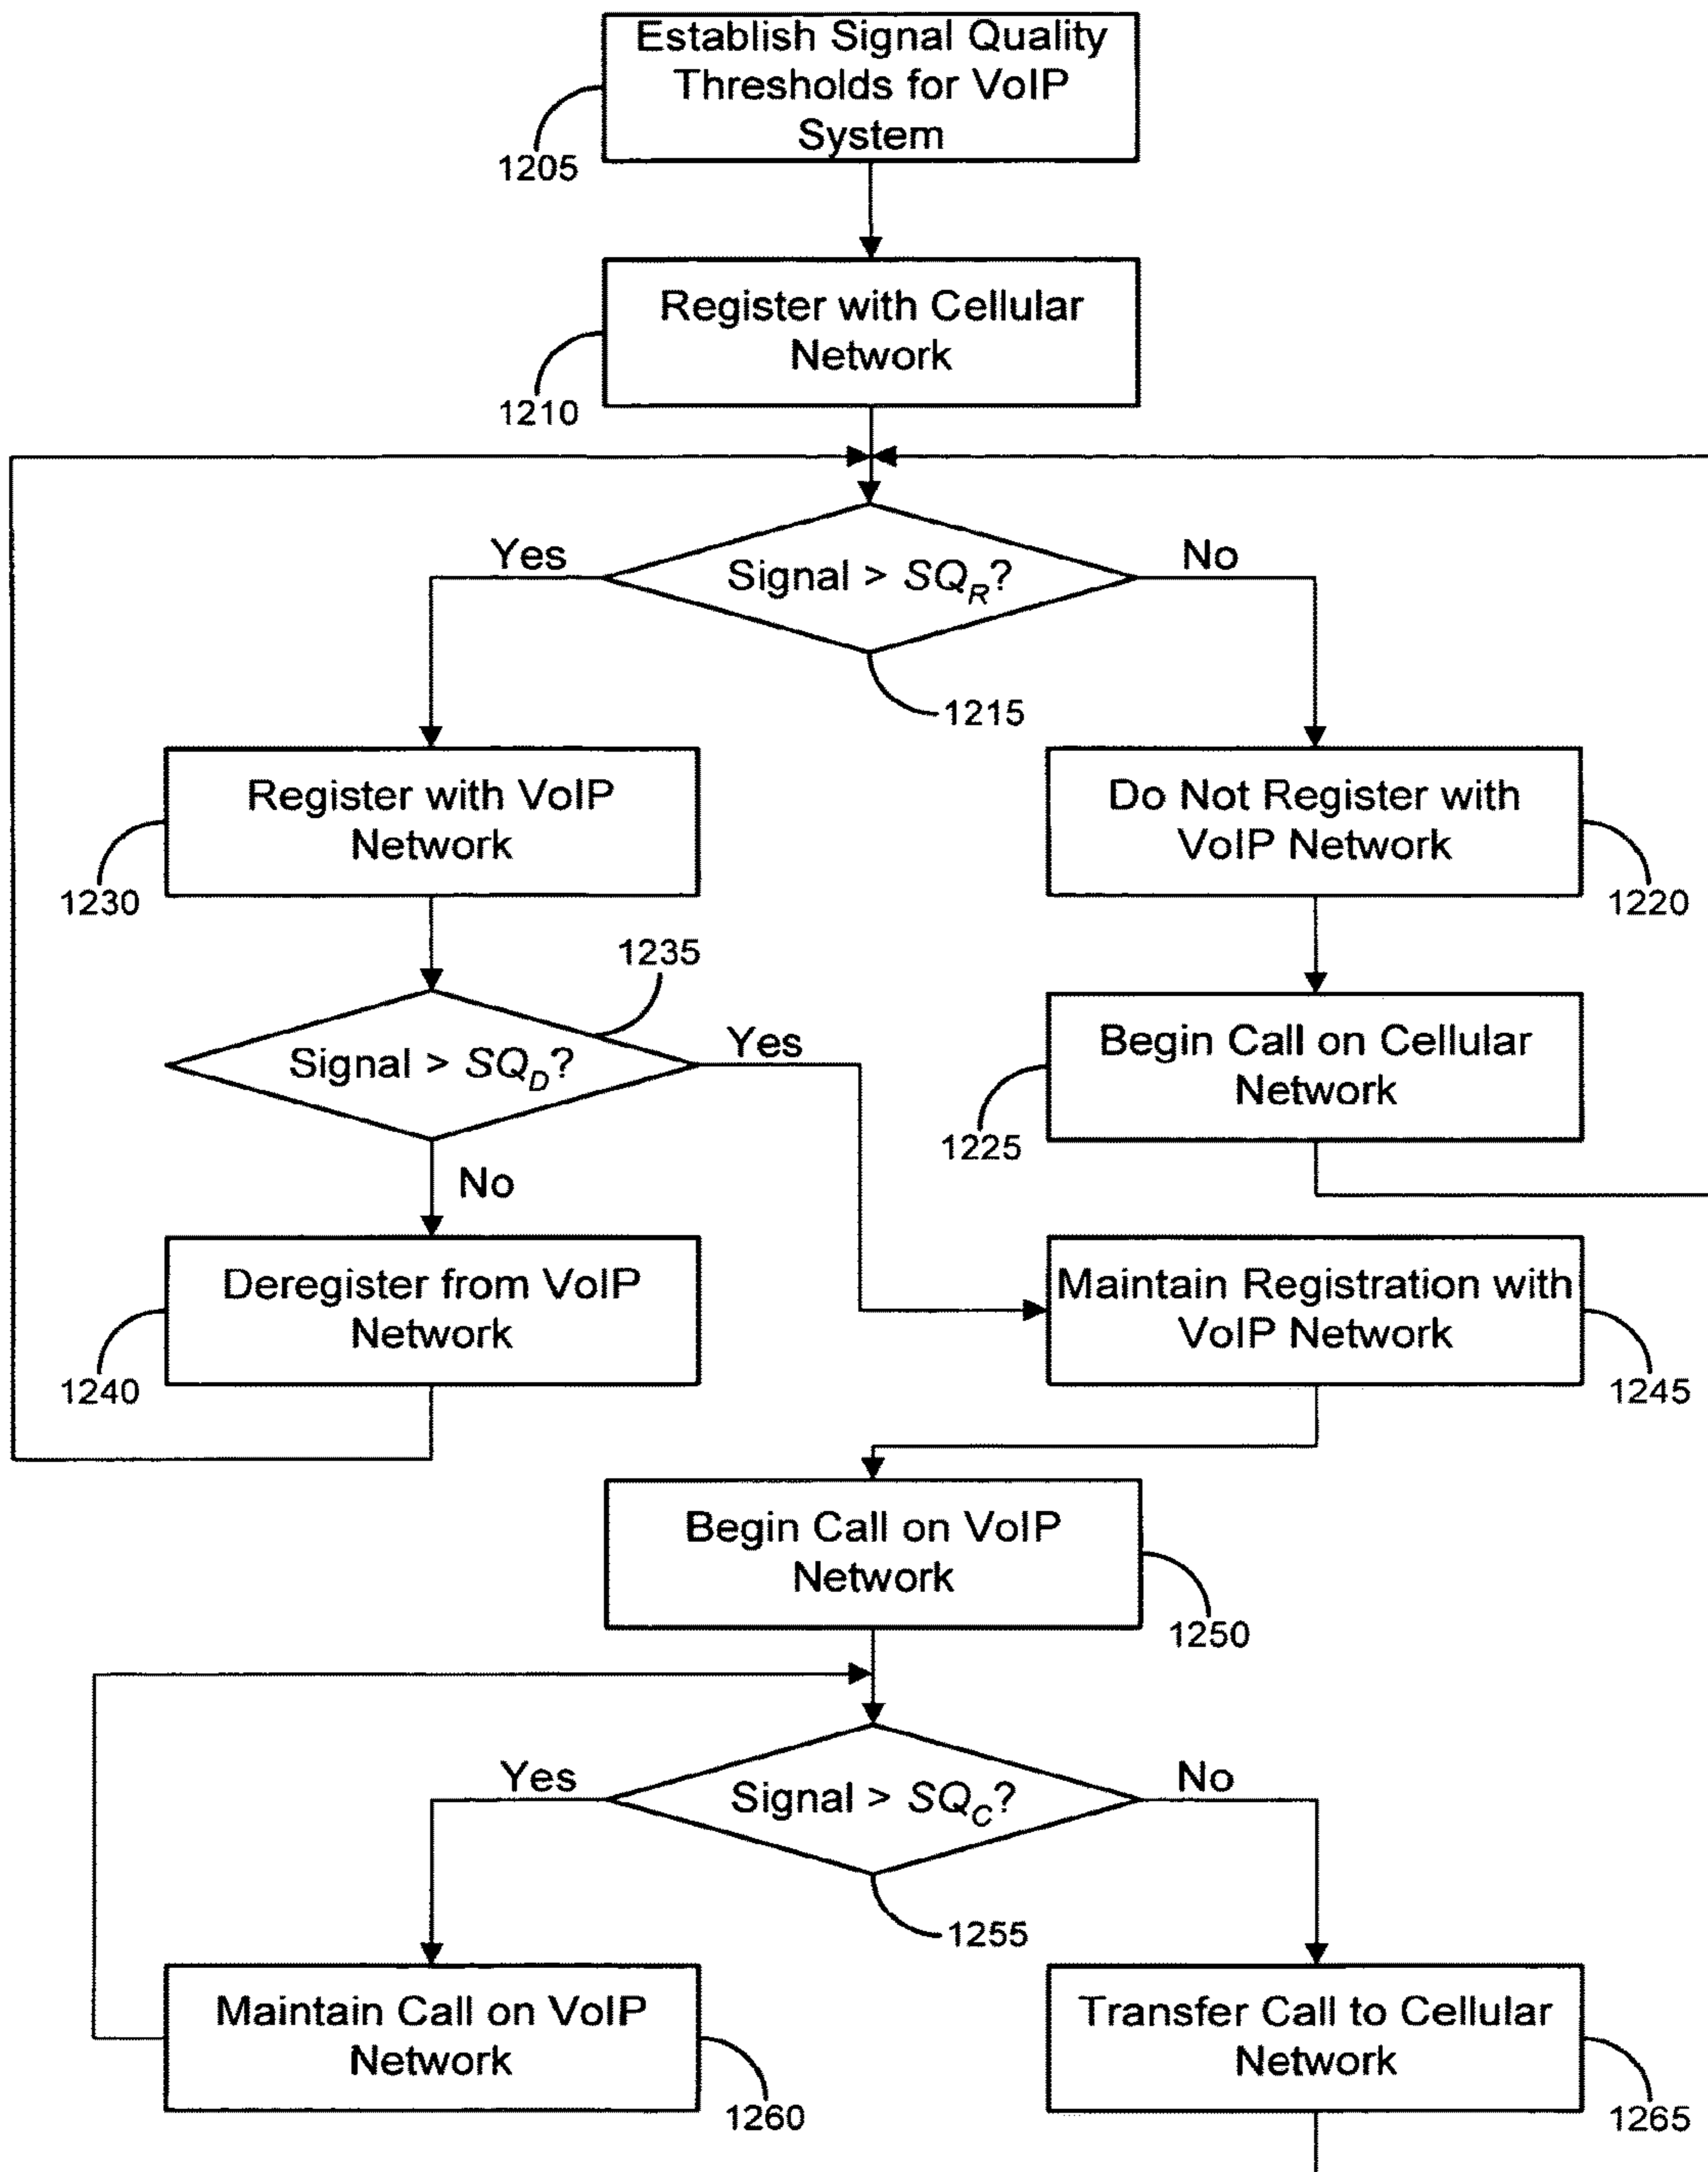 Establish Signal Quality
Thresholds for VoIP
System
1205
Register with Cellular
Network
1210
Yes
Signal > SQR?
No
1215
Register with VoIP
Network
1230
Do Not Register with
VoIP Network
1220
1235
Signal > SQD?
Yes
Begin Call on Cellular
Network
1225
No
Deregister from VoIP
Network
1240
Maintain Registration with
VoIP Network
1245
Begin Call on VoIP
Network
1250
Yes
Signal > SQC?
No
1255
Maintain Call on VoIP
Network
1260
Transfer Call to Cellular
Network
1265